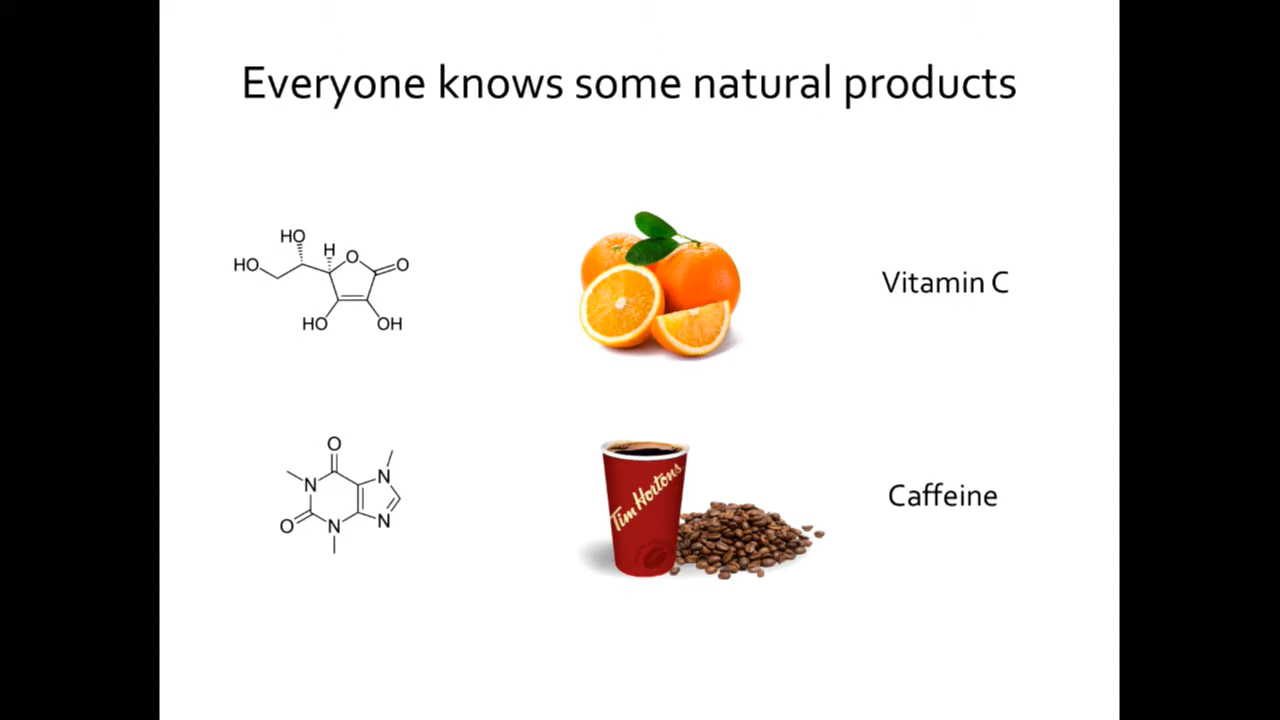 Everyone knows some natural products
HO
HO
H
O
O
HO
OH
Vitamin C
O
N
N
O
N
N
Tim Hortons
Caffeine